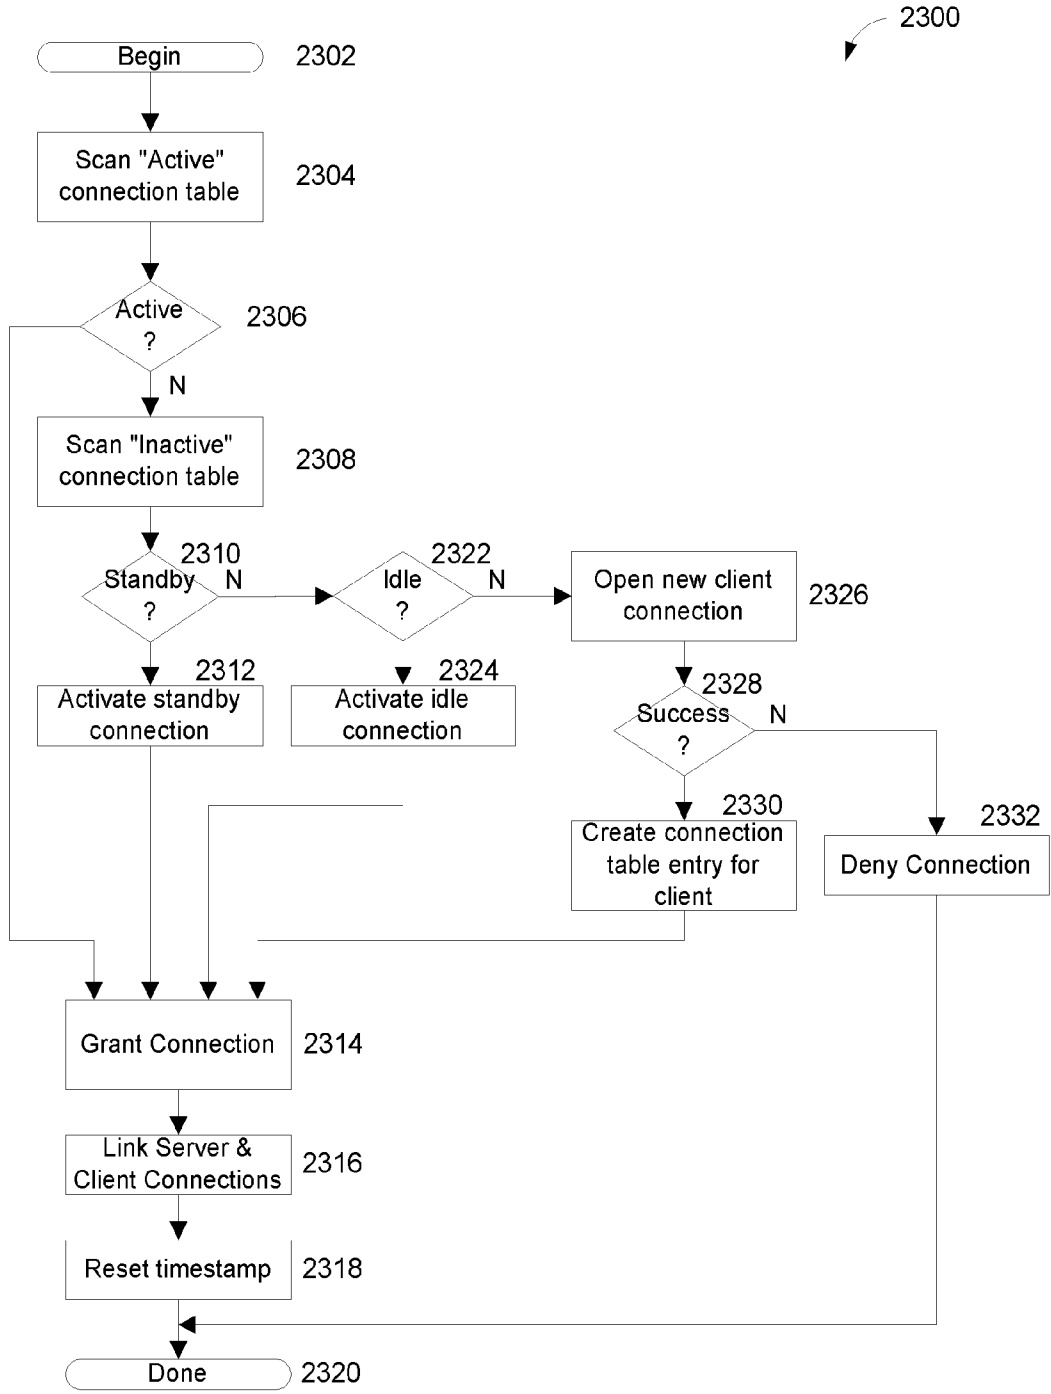 2300
Begin
2302
Scan "Active"
connection table
2304
Active
?
2306
N
Scan "Inactive"
connection table
2308
2310
Standby
?
N
2322
Idle
?
N
Open new client
connection
2326
2312
Activate standby
connection
2324
Activate idle
connection
2328
Success
?
N
2330
Create connection
table entry for
client
2332
Deny Connection
Grant Connection
2314
Link Server &
Client Connections
2316
Reset timestamp
2318
Done
2320